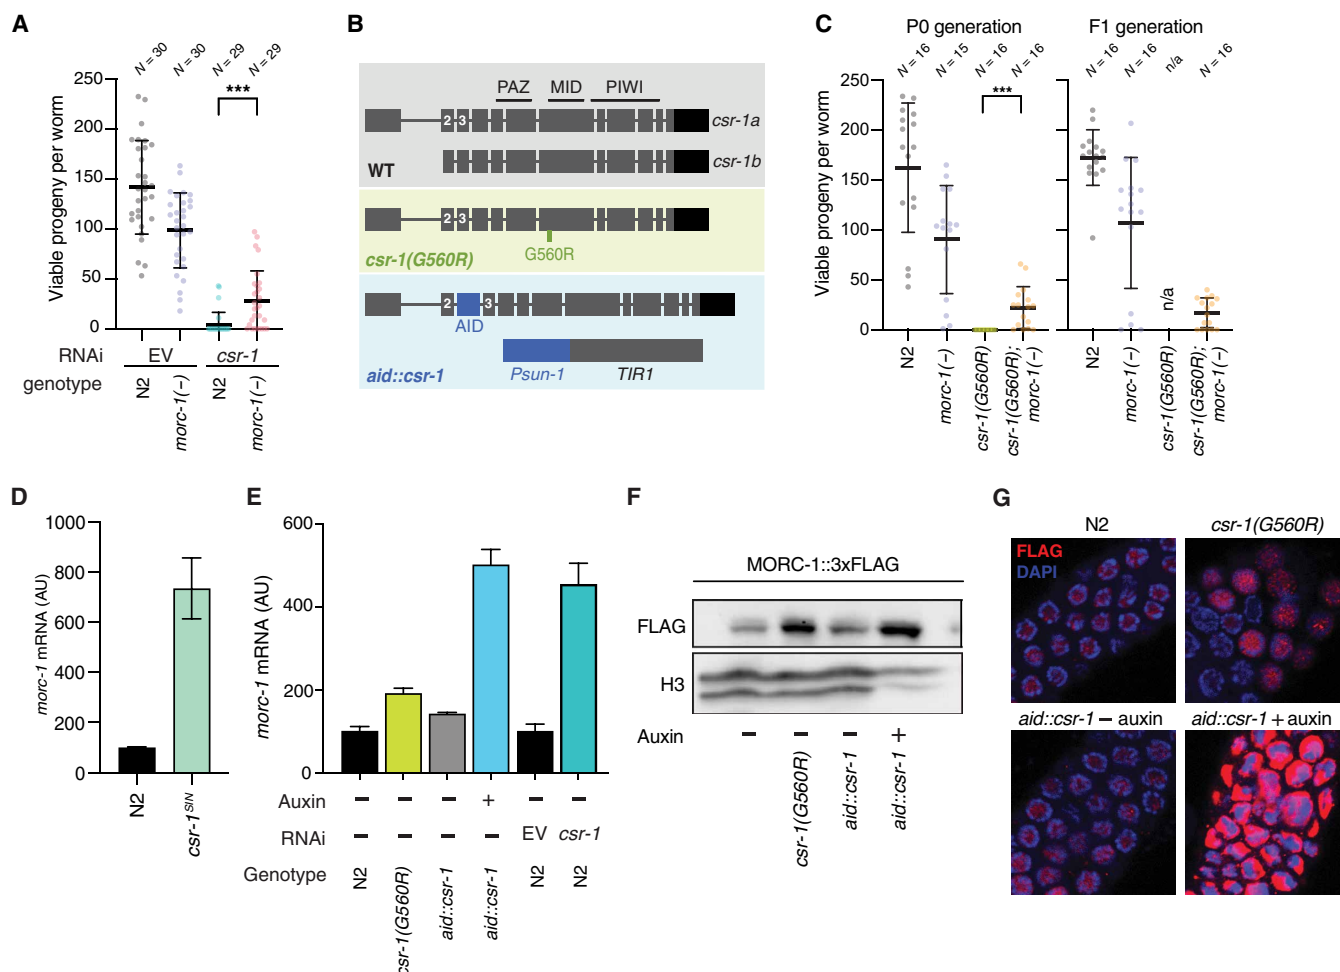 A
N = 30
N = 30
N = 29
N = 29
***
Viable progeny per worm
250
200
150
100
50
0
RNAi
EV
csr-1
genotype
N2
morc-1(–)
N2
morc-1(–)
B
PAZ
MID
PIWI
2
3
csr-1a
WT
csr-1b
2
3
csr-1(G560R)
G560R
2
3
AID
aid::csr-1
Psun-1
TIR1
C
P0 generation
F1 generation
N = 16
N = 15
N = 16
N = 16
N = 16
N = 16
n/a
N = 16
***
Viable progeny per worm
250
200
150
100
50
0
n/a
N2
morc-1(–)
csr-1(G560R)
csr-1(G560R);
morc-1(–)
N2
morc-1(–)
csr-1(G560R)
csr-1(G560R);
morc-1(–)
D
morc-1 mRNA (AU)
1000
800
600
400
200
0
N2
csr-1SIN
E
morc-1 mRNA (AU)
600
400
200
0
Auxin
– – – + – –
RNAi
– – – – EV csr-1
Genotype
N2
csr-1(G560R)
aid::csr-1
aid::csr-1
N2
N2
F
MORC-1::3xFLAG
FLAG
H3
Auxin
– – – +
csr-1(G560R)
aid::csr-1
aid::csr-1
G
N2
csr-1(G560R)
FLAG
DAPI
aid::csr-1 – auxin
aid::csr-1 + auxin